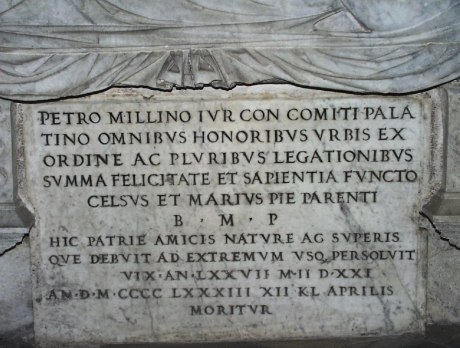 PETRO MILLINO IVR CON COMITI PALA
TINO OMNIBVS HONORIBVS VRBIS EX
ORDINE AC PLVRIBVS LEGATIONIBVS
SVMMA FELICITATE ET SAPIENTIA FVNCTO
CELSVS ET MARIVS PIE PARENTI
B · M · P
HIC PATRIE AMICIS NATVRE AG SVPERIS
QVE DEBVIT AD EXTREMVM VSQ PERSOLVIT
VIX · AN · LXXVII M · II D · XXI
AN · D · M · CCCC LXXXIII XII KL APRILIS
MORITVR